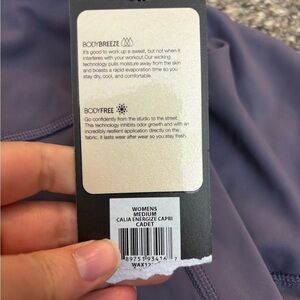 BODYBREEZE
It's good to work up a sweat, but not when it
interferes with your workout. Our wicking
technology pulls moisture away from the skin
and boasts a rapid evaporation time so you
stay dry, cool, and comfortable.
BODYFREE
Go confidently from the studio to the street.
This technology inhibits odor growth and with an
incredibly resilient application directly on the
fabric, it lasts wear after wear so you stay fresh.
WOMENS
MEDIUM
CALIA ENERGIZE CAPRI
CADET
89751 93416 7